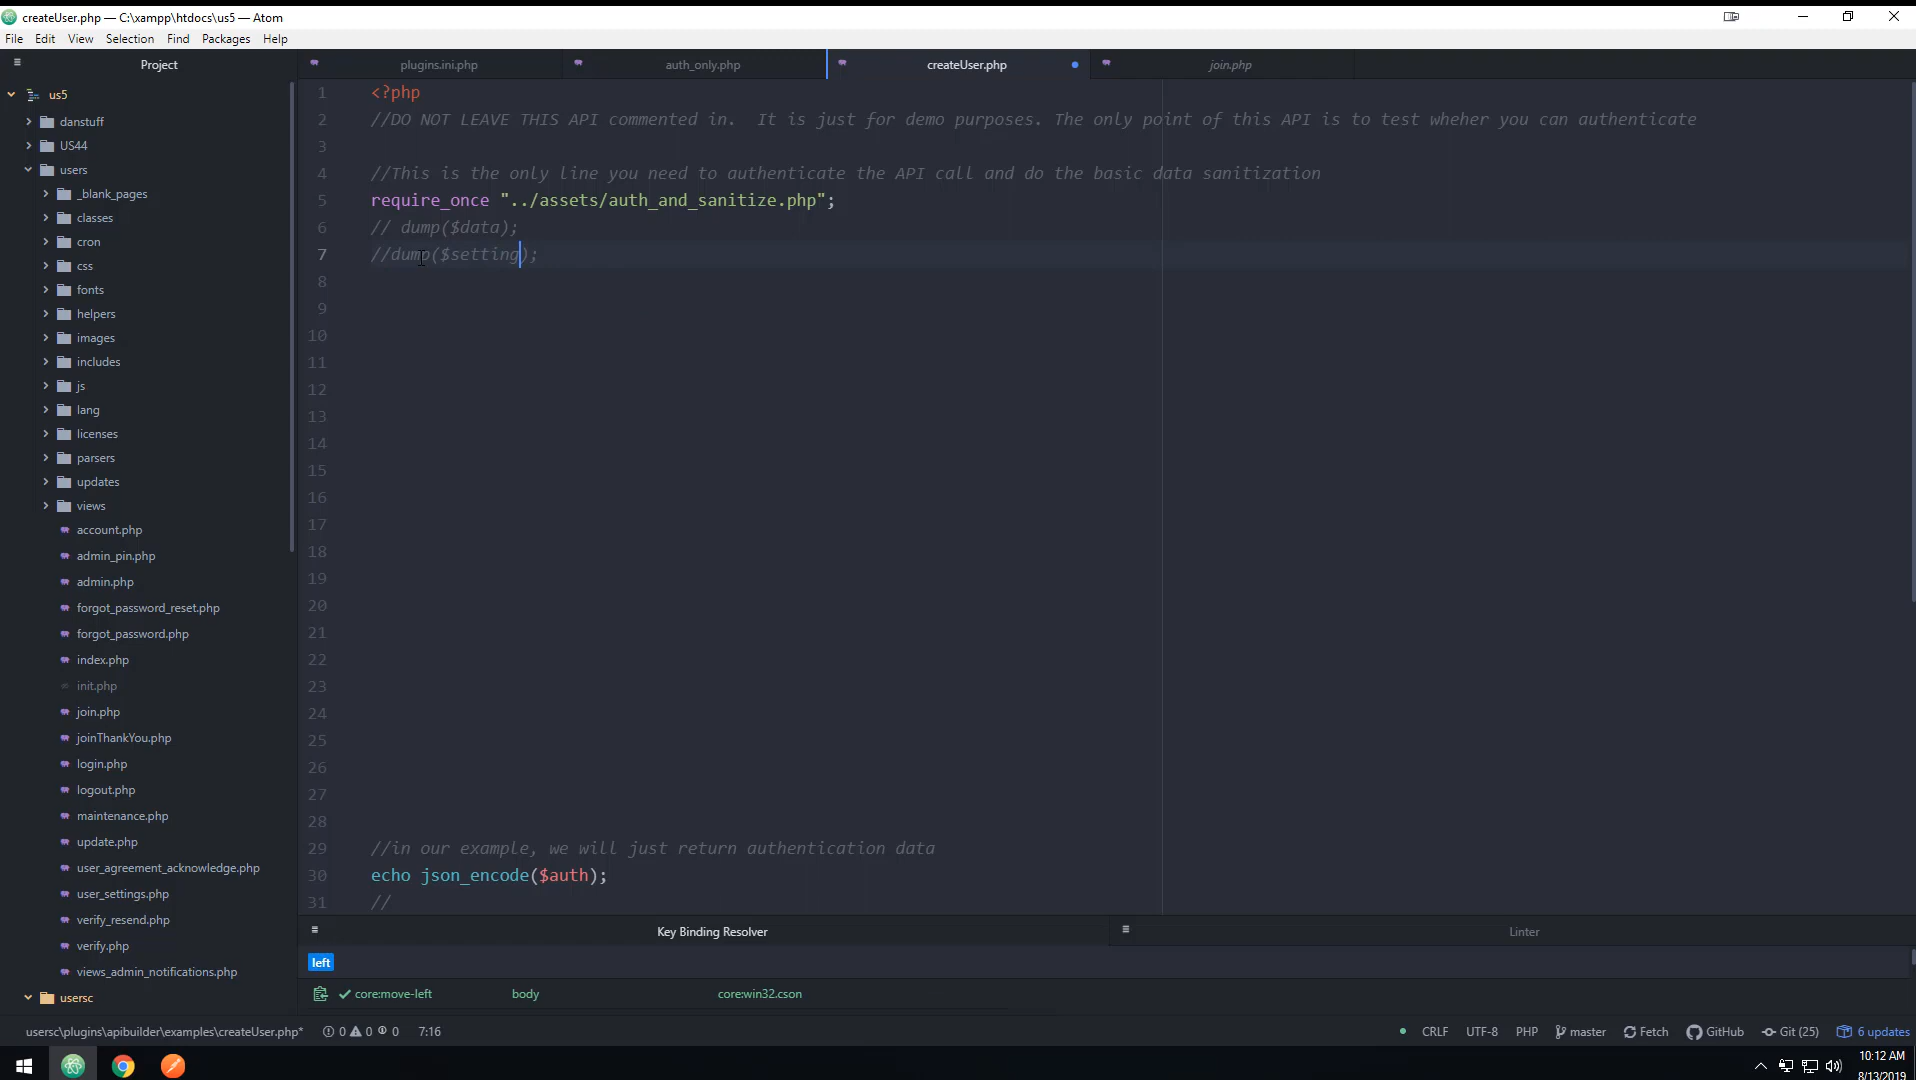 createUser.php — C:\xampp\htdocs\us5 — Atom
File Edit View Selection Find Packages Help
Project
plugins.ini.php
auth_only.php
createUser.php
join.php
us5
danstuff
US44
users
_blank_pages
classes
cron
css
fonts
helpers
images
includes
js
lang
licenses
parsers
updates
views
account.php
admin_pin.php
admin.php
forgot_password_reset.php
forgot_password.php
index.php
init.php
join.php
joinThankYou.php
login.php
logout.php
maintenance.php
update.php
user_agreement_acknowledge.php
user_settings.php
verify_resend.php
verify.php
views_admin_notifications.php
usersc
1 <?php
2 //DO NOT LEAVE THIS API commented in.  It is just for demo purposes. The only point of this API is to test wheher you can authenticate
3
4 //This is the only line you need to authenticate the API call and do the basic data sanitization
5 require_once "../assets/auth_and_sanitize.php";
6 // dump($data);
7 //dump($setting);
8
9
10
11
12
13
14
15
16
17
18
19
20
21
22
23
24
25
26
27
28
29 //in our example, we will just return authentication data
30 echo json_encode($auth);
31 //
Key Binding Resolver
Linter
left
core:move-left body core:win32.cson
usersc\plugins\apibuilder\examples\createUser.php* 0 0 0 7:16
CRLF UTF-8 PHP master Fetch GitHub Git (25) 6 updates
10:12 AM
8/13/2019